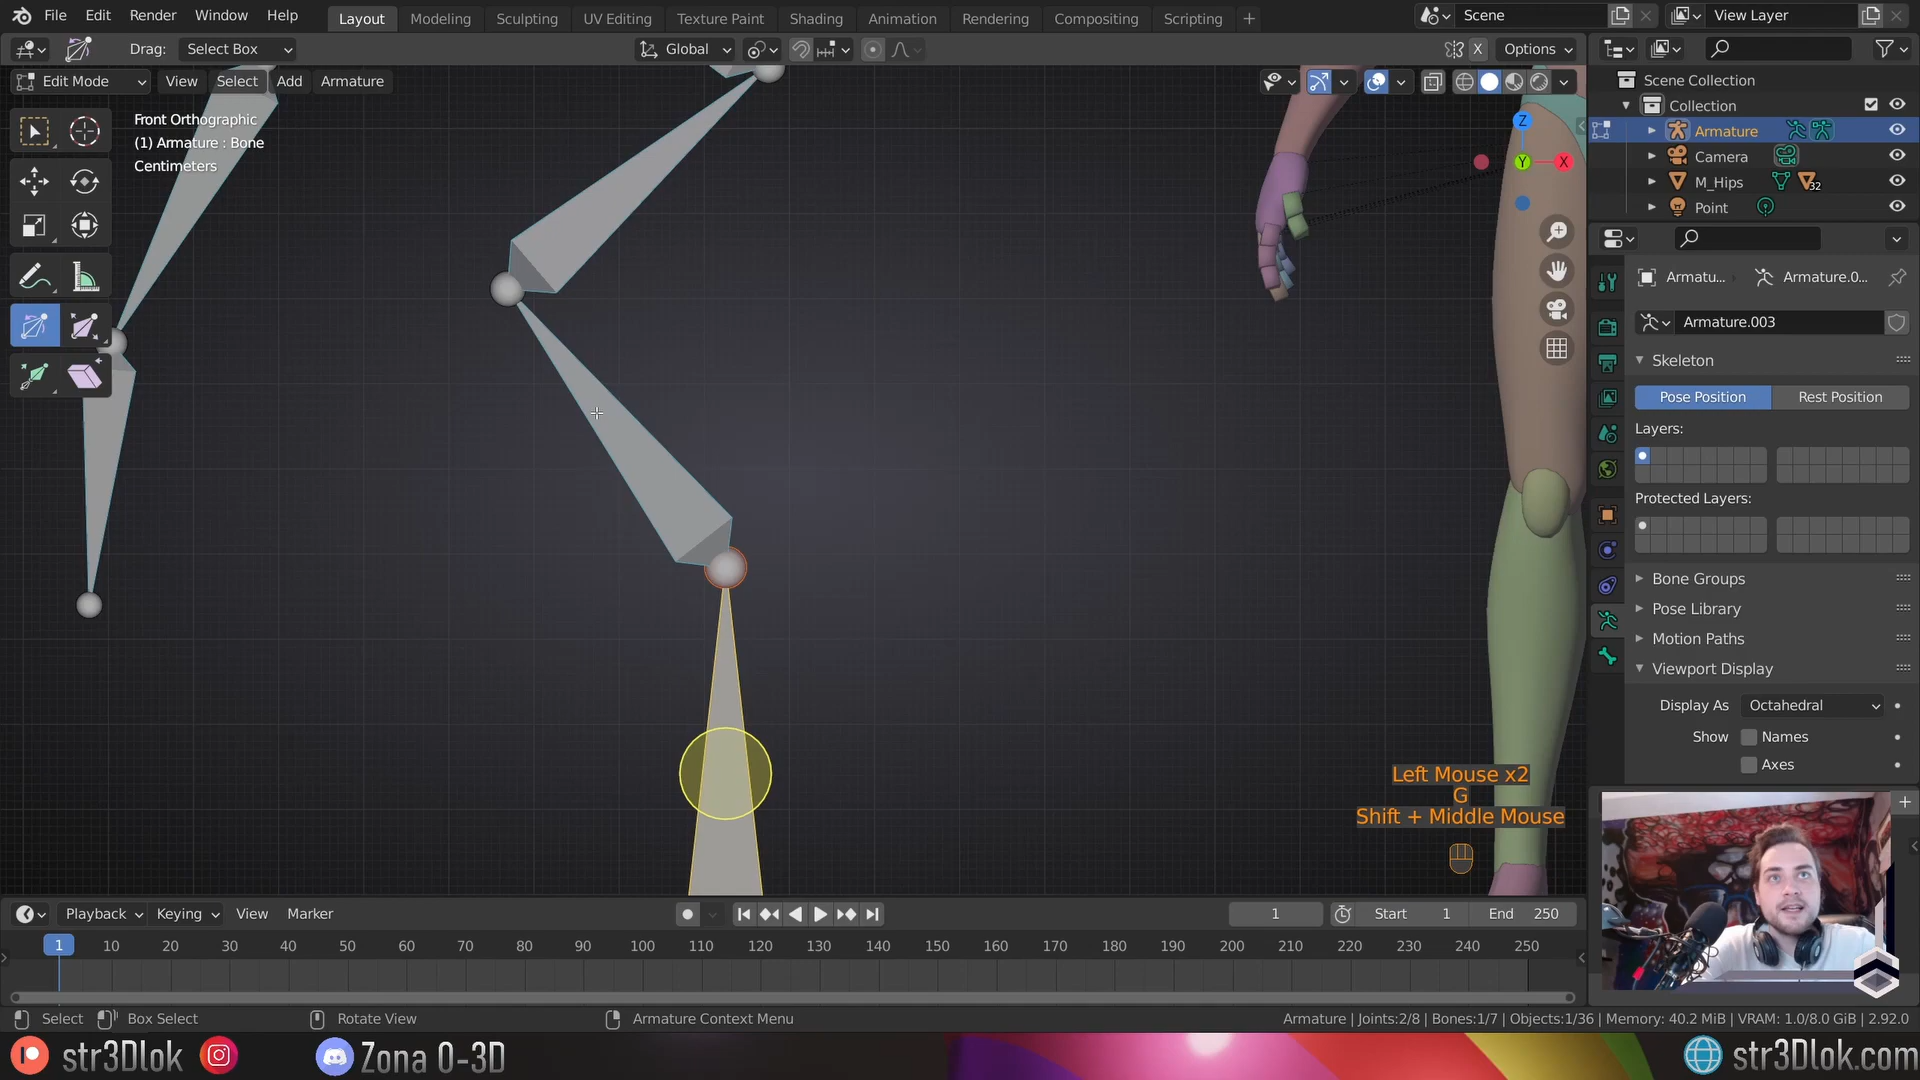 File Edit Render Window Help Layout Modeling Sculpting UV Editing Texture Paint Shading Animation Rendering Compositing Scripting + Scene View Layer
Drag: Select Box Global X Options
Edit Mode View Select Add Armature
Front Orthographic
(1) Armature : Bone
Centimeters
Z
Y
X
Scene Collection
Collection
Armature
Camera
M_Hips 32
Point
Armatu... Armature.0...
Armature.003
Skeleton
Pose Position Rest Position
Layers:
Protected Layers:
Bone Groups
Pose Library
Motion Paths
Viewport Display
Display As Octahedral
Show Names
Axes
Left Mouse x2
G
Shift + Middle Mouse
Playback Keying View Marker 1 Start 1 End 250
1 10 20 30 40 50 60 70 80 90 100 110 120 130 140 150 160 170 180 190 200 210 220 230 240 250
Select Box Select Rotate View Armature Context Menu Armature | Joints:2/8 | Bones:1/7 | Objects:1/36 | Memory: 40.2 MiB | VRAM: 1.0/8.0 GiB | 2.92.0
str3Dlok Zona 0-3D str3Dlok.com